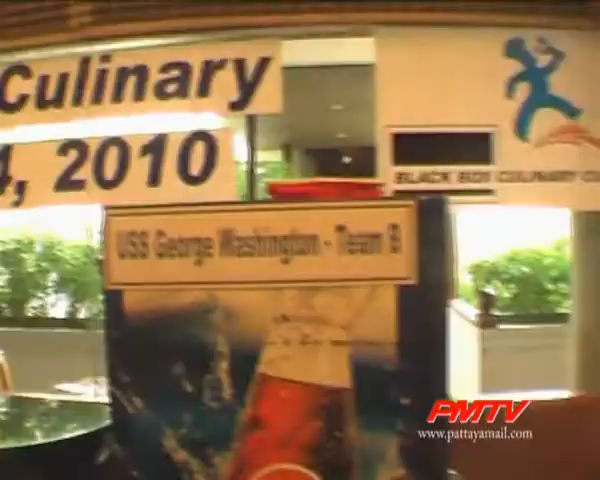 Culinary
4, 2010
BLACK BOX CULINARY CU
USS George Washington - Team B
PMTV
www.pattayamail.com